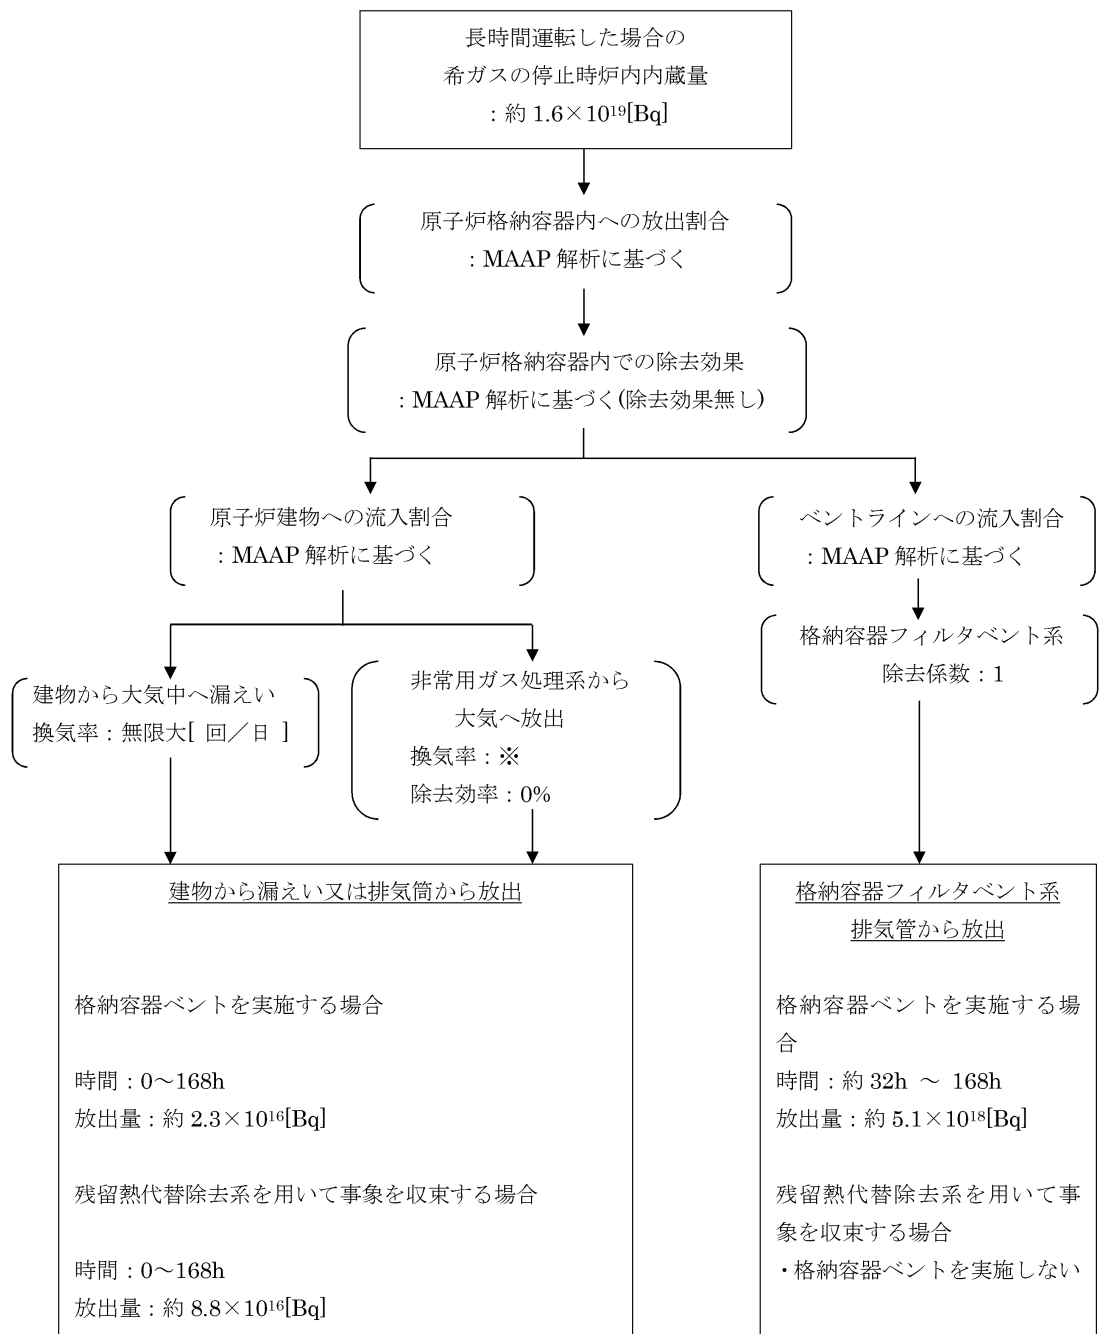 長時間運転した場合の
希ガスの停止時炉内内蔵量
：約 1.6×10¹⁹[Bq]
原子炉格納容器内への放出割合
：MAAP 解析に基づく
原子炉格納容器内での除去効果
：MAAP 解析に基づく(除去効果無し)
原子炉建物への流入割合
：MAAP 解析に基づく
ベントラインへの流入割合
：MAAP 解析に基づく
格納容器フィルタベント系
除去係数：1
建物から大気中へ漏えい
換気率：無限大[ 回／日 ]
非常用ガス処理系から
大気へ放出
換気率：※
除去効率：0%
建物から漏えい又は排気筒から放出
格納容器ベントを実施する場合
時間：0～168h
放出量：約 2.3×10¹⁶[Bq]
残留熱代替除去系を用いて事象を収束する場合
時間：0～168h
放出量：約 8.8×10¹⁶[Bq]
格納容器フィルタベント系
排気管から放出
格納容器ベントを実施する場
合
時間：約 32h ～ 168h
放出量：約 5.1×10¹⁸[Bq]
残留熱代替除去系を用いて事
象を収束する場合
・格納容器ベントを実施しない